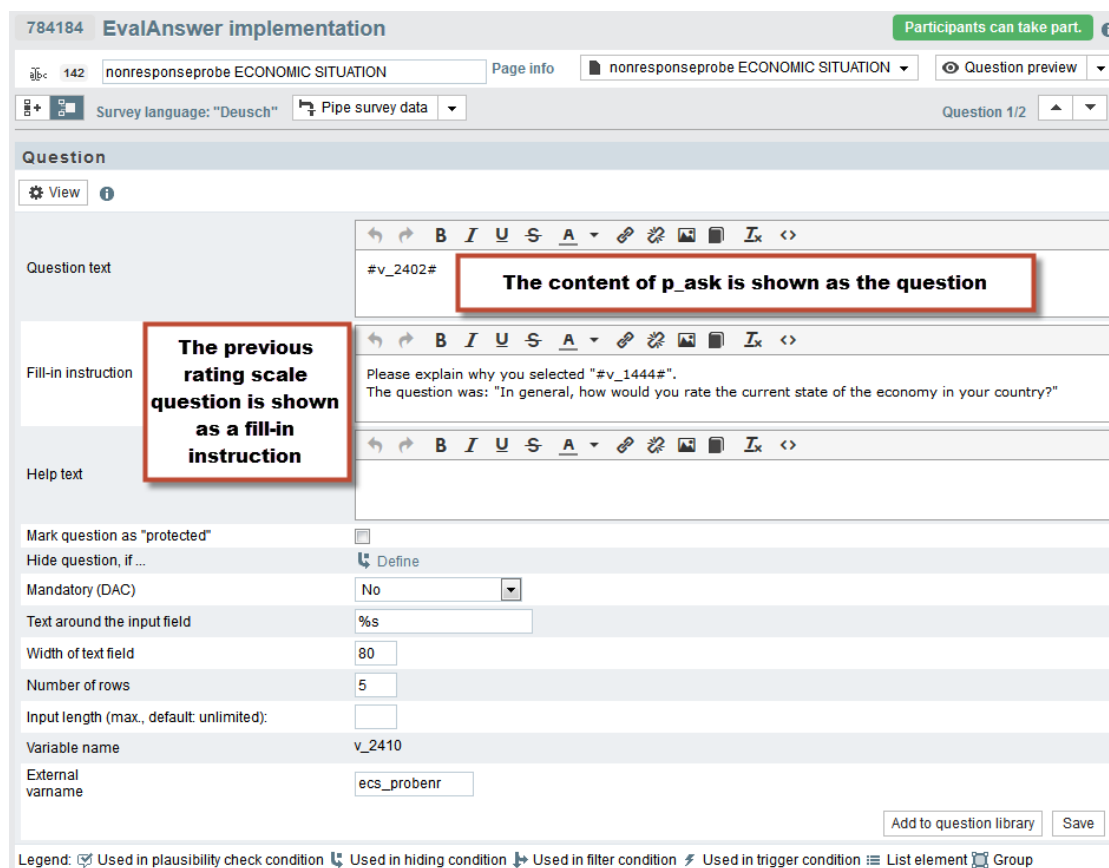 784184 EvalAnswer implementation Participants can take part.
142 nonresponseprobe ECONOMIC SITUATION Page info nonresponseprobe ECONOMIC SITUATION Question preview
Survey language: "Deusch" Pipe survey data Question 1/2
Question
View
Question text
#v_2402#
The content of p_ask is shown as the question
Fill-in instruction
The previous
rating scale
question is shown
as a fill-in
instruction
Please explain why you selected "#v_1444#".
The question was: "In general, how would you rate the current state of the economy in your country?"
Help text
Mark question as "protected"
Hide question, if ... Define
Mandatory (DAC) No
Text around the input field %s
Width of text field 80
Number of rows 5
Input length (max., default: unlimited):
Variable name v_2410
External
varname ecs_probenr
Add to question library Save
Legend: Used in plausibility check condition Used in hiding condition Used in filter condition Used in trigger condition List element Group